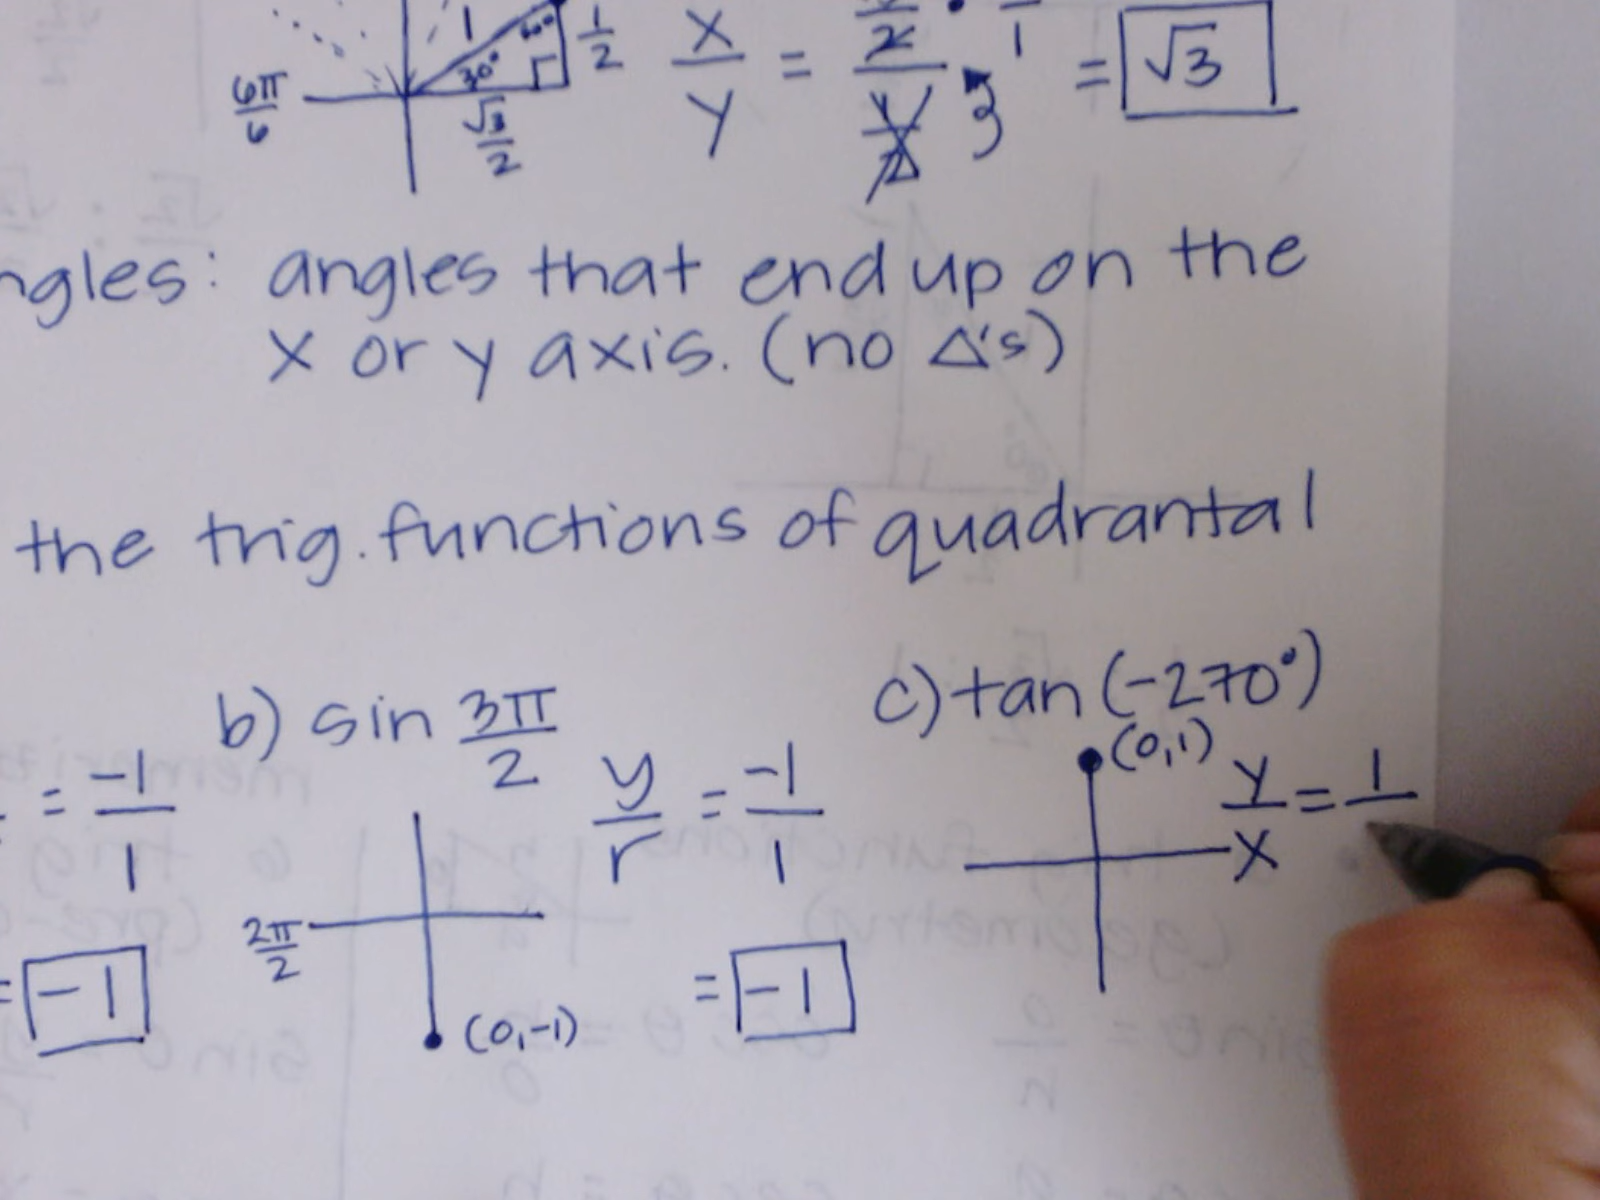 1 60° 1/2 x/y = = √3
30°
6π/6 √3/2
ngles: angles that end up on the
x or y axis. (no Δ's)
the trig. functions of quadrantal
= -1/1 b) sin 3π/2 y/r = -1/1 c) tan (-270°)
(0,1) y/x = 1
2π/2
= -1 (0,-1) = -1